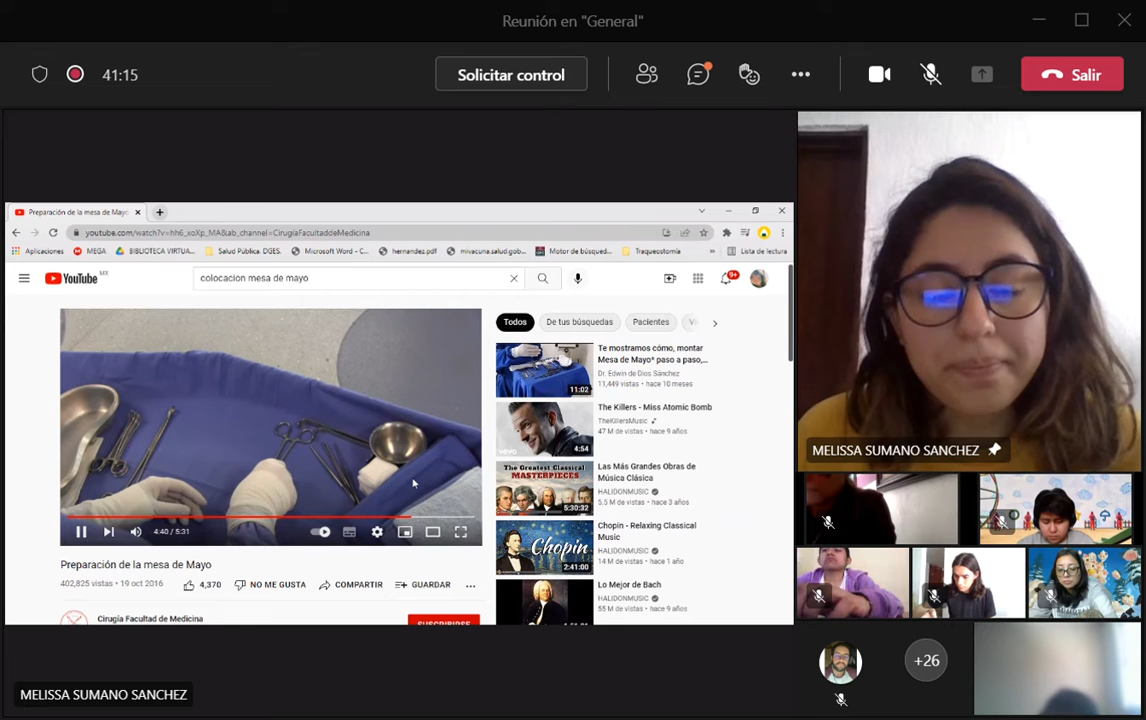 Reunión en "General"
41:15
Solicitar control
Salir
Preparación de la mesa de Mayo
youtube.com/watch?v=hh6_xoXp_MA&ab_channel=CirugíaFacultaddeMedicina
Aplicaciones
MEGA
BIBLIOTECA VIRTUA...
Salud Pública. DGES.
Microsoft Word - C...
hernandez.pdf
mivacuna.salud.gob...
Motor de búsqued...
Traqueostomía
»
Lista de lectura
YouTube MX
colocacion mesa de mayo
9+
Todos
De tus búsquedas
Pacientes
Te mostramos cómo, montar
Mesa de Mayo* paso a paso,...
Dr. Edwin de Dios Sánchez
11,449 vistas • hace 10 meses
11:02
The Killers - Miss Atomic Bomb
TheKillersMusic
47 M de vistas • hace 9 años
vevo
4:54
THE GREATEST CLASSICAL
MASTERPIECES
5:30:32
Las Más Grandes Obras de
Música Clásica
HALIDONMUSIC
5.5 M de vistas • hace 3 años
Chopin
2:41:00
Chopin - Relaxing Classical
Music
HALIDONMUSIC
14 M de vistas • hace 1 año
Lo Mejor de Bach
HALIDONMUSIC
55 M de vistas • hace 9 años
4:40 / 5:31
Preparación de la mesa de Mayo
402,825 vistas • 19 oct 2016
4,370
NO ME GUSTA
COMPARTIR
GUARDAR
...
Cirugía Facultad de Medicina
SUSCRIBIRSE
MELISSA SUMANO SANCHEZ
+26
MELISSA SUMANO SANCHEZ